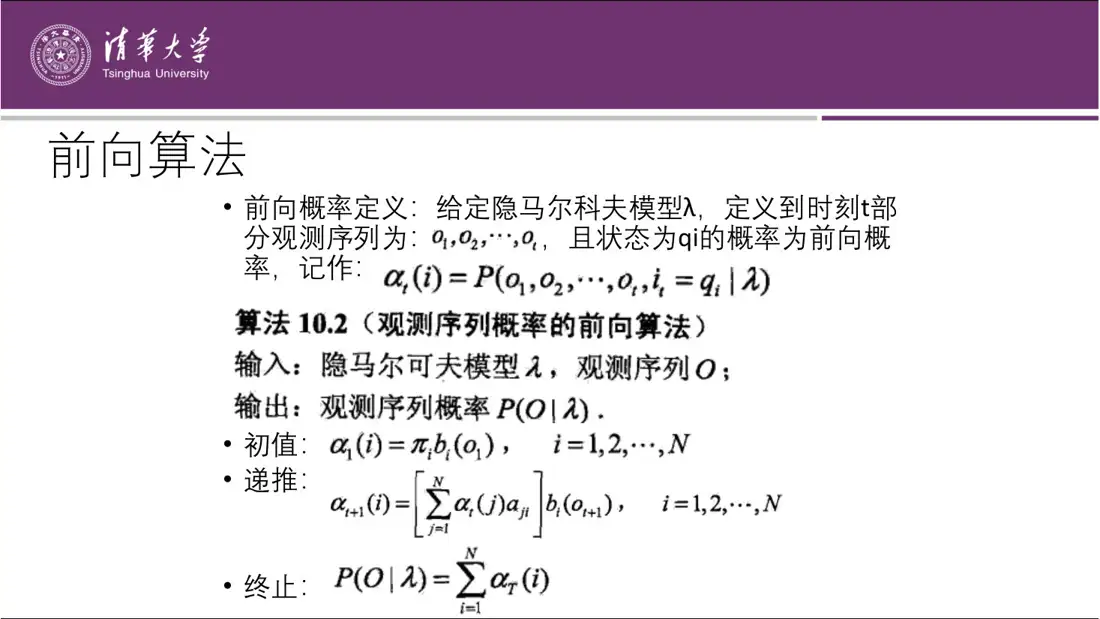 清华大学
Tsinghua University
前向算法
• 前向概率定义：给定隐马尔科夫模型λ，定义到时刻t部
分观测序列为：o₁,o₂,⋯,oₜ，且状态为qi的概率为前向概
率，记作：αₜ(i) = P(o₁,o₂,⋯,oₜ,iₜ = qᵢ | λ)
算法 10.2（观测序列概率的前向算法）
输入：隐马尔可夫模型 λ，观测序列 O；
输出：观测序列概率 P(O | λ).
• 初值：α₁(i) = πᵢbᵢ(o₁)， i = 1,2,⋯,N
• 递推：αₜ₊₁(i) = [∑_{j=1}^{N} αₜ(j)aⱼᵢ] bᵢ(oₜ₊₁)， i = 1,2,⋯,N
• 终止：P(O | λ) = ∑_{i=1}^{N} α_T(i)